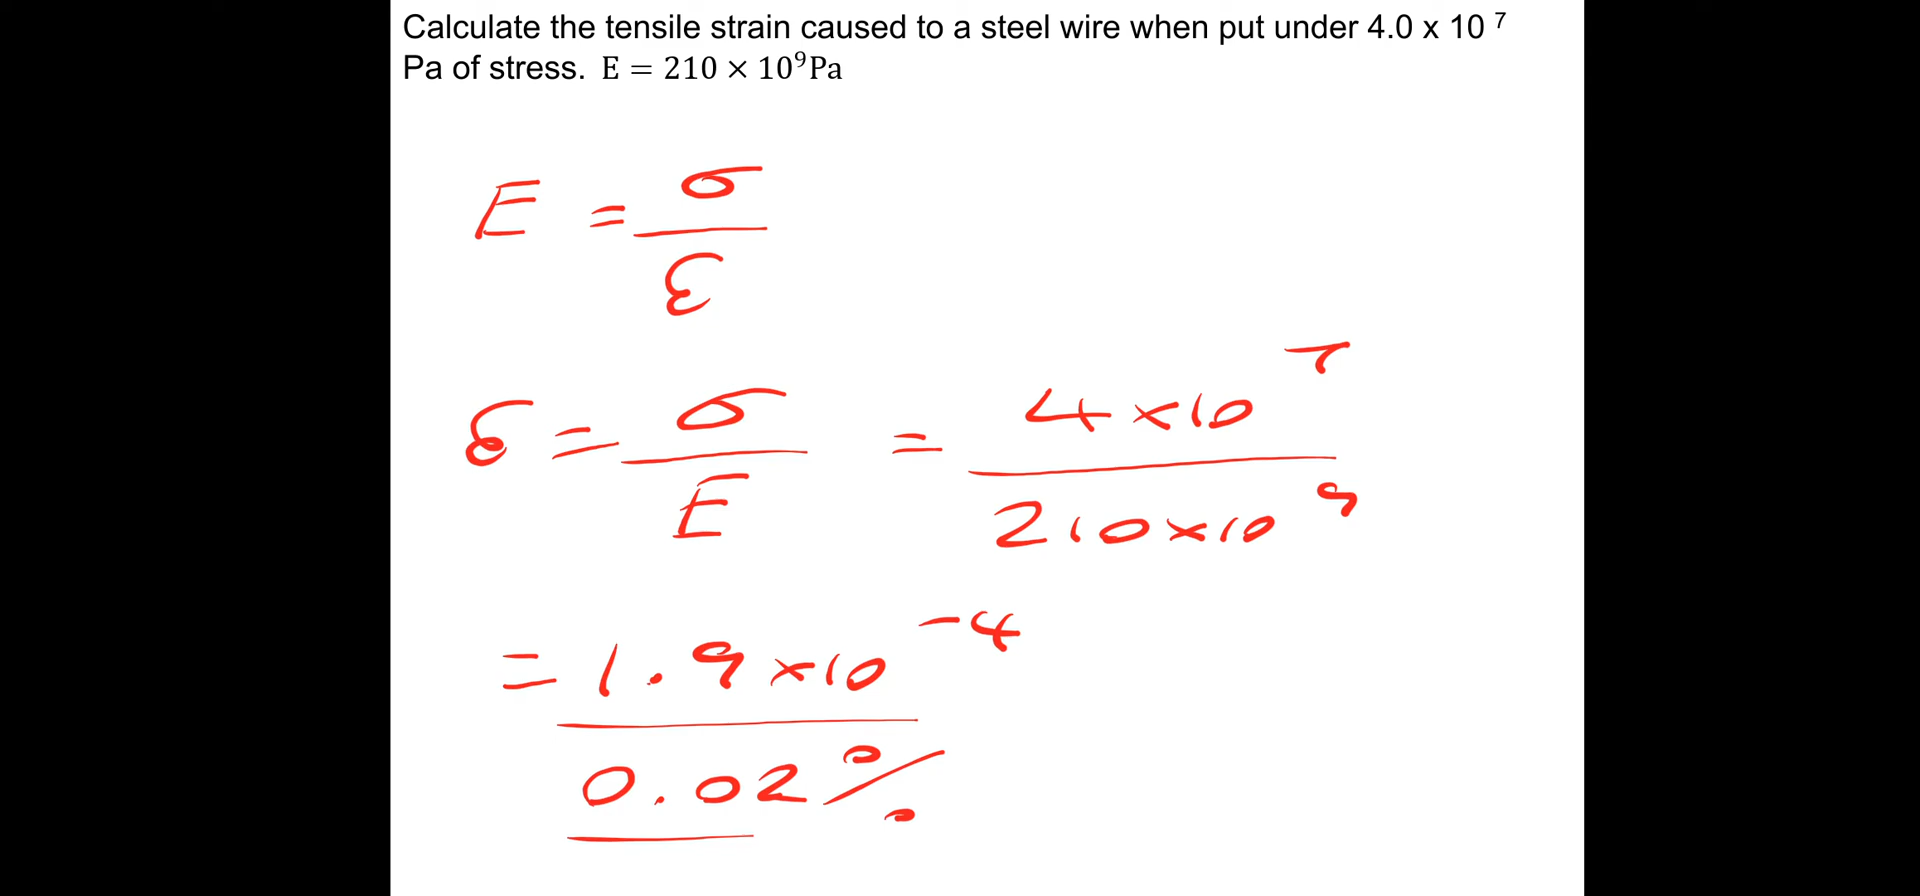 Calculate the tensile strain caused to a steel wire when put under 4.0 x 10 ⁷
Pa of stress. E = 210 × 10⁹Pa
E = σ/ε
ε = σ/E = 4×10⁷/210×10⁹
= 1.9×10⁻⁴
0.02%